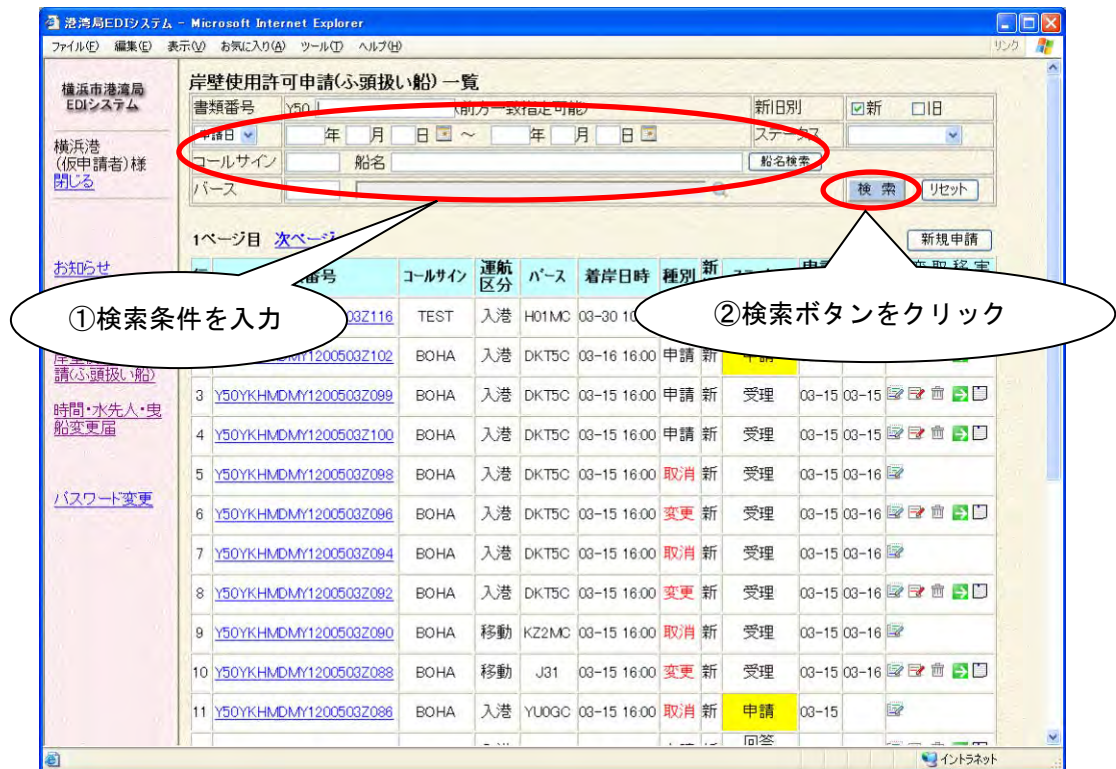 港湾局EDIシステム - Microsoft Internet Explorer
ファイル(F) 編集(E) 表示(V) お気に入り(A) ツール(T) ヘルプ(H) リンク
横浜市港湾局
EDIシステム
横浜港
(仮申請者)様
閉じる
お知らせ
請(ふ頭扱い船)
時間・水先人・曳
船変更届
パスワード変更
岸壁使用許可申請(ふ頭扱い船) 一覧
書類番号 Y50 (前方一致指定可能) 新旧別 ☑新 □旧
申請日 年 月 日 ～ 年 月 日 ステータス
コールサイン 船名 船名検索
バース 検 索 リセット
1ページ目 次ページ 新規申請
番号 コールサイン 運航区分 バース 着岸日時 種別 新
①検索条件を入力
②検索ボタンをクリック
03Z116 TEST 入港 H01MC 03-30 10
Y50YKHMDMY1200503Z102 BOHA 入港 DKT5C 03-16 16:00 申請 新 申請
3 Y50YKHMDMY1200503Z099 BOHA 入港 DKT5C 03-15 16:00 申請 新 受理 03-15 03-15
4 Y50YKHMDMY1200503Z100 BOHA 入港 DKT5C 03-15 16:00 申請 新 受理 03-15 03-15
5 Y50YKHMDMY1200503Z098 BOHA 入港 DKT5C 03-15 16:00 取消 新 受理 03-15 03-16
6 Y50YKHMDMY1200503Z096 BOHA 入港 DKT5C 03-15 16:00 変更 新 受理 03-15 03-16
7 Y50YKHMDMY1200503Z094 BOHA 入港 DKT5C 03-15 16:00 取消 新 受理 03-15 03-16
8 Y50YKHMDMY1200503Z092 BOHA 入港 DKT5C 03-15 16:00 変更 新 受理 03-15 03-16
9 Y50YKHMDMY1200503Z090 BOHA 移動 KZ2MC 03-15 16:00 取消 新 受理 03-15 03-16
10 Y50YKHMDMY1200503Z088 BOHA 移動 J31 03-15 16:00 変更 新 受理 03-15 03-16
11 Y50YKHMDMY1200503Z086 BOHA 入港 YU0GC 03-15 16:00 取消 新 申請 03-15
回答
イントラネット